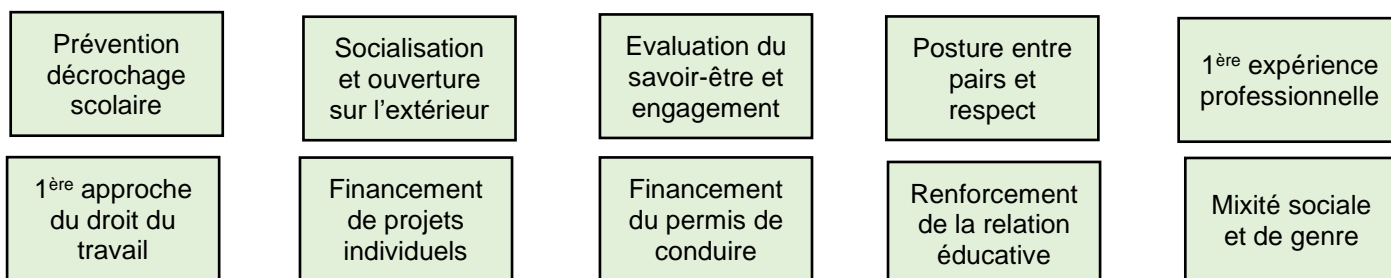 Prévention
décrochage
scolaire
Socialisation
et ouverture
sur l'extérieur
Evaluation du
savoir-être et
engagement
Posture entre
pairs et
respect
1ère expérience
professionnelle
1ère approche
du droit du
travail
Financement
de projets
individuels
Financement
du permis de
conduire
Renforcement
de la relation
éducative
Mixité sociale
et de genre